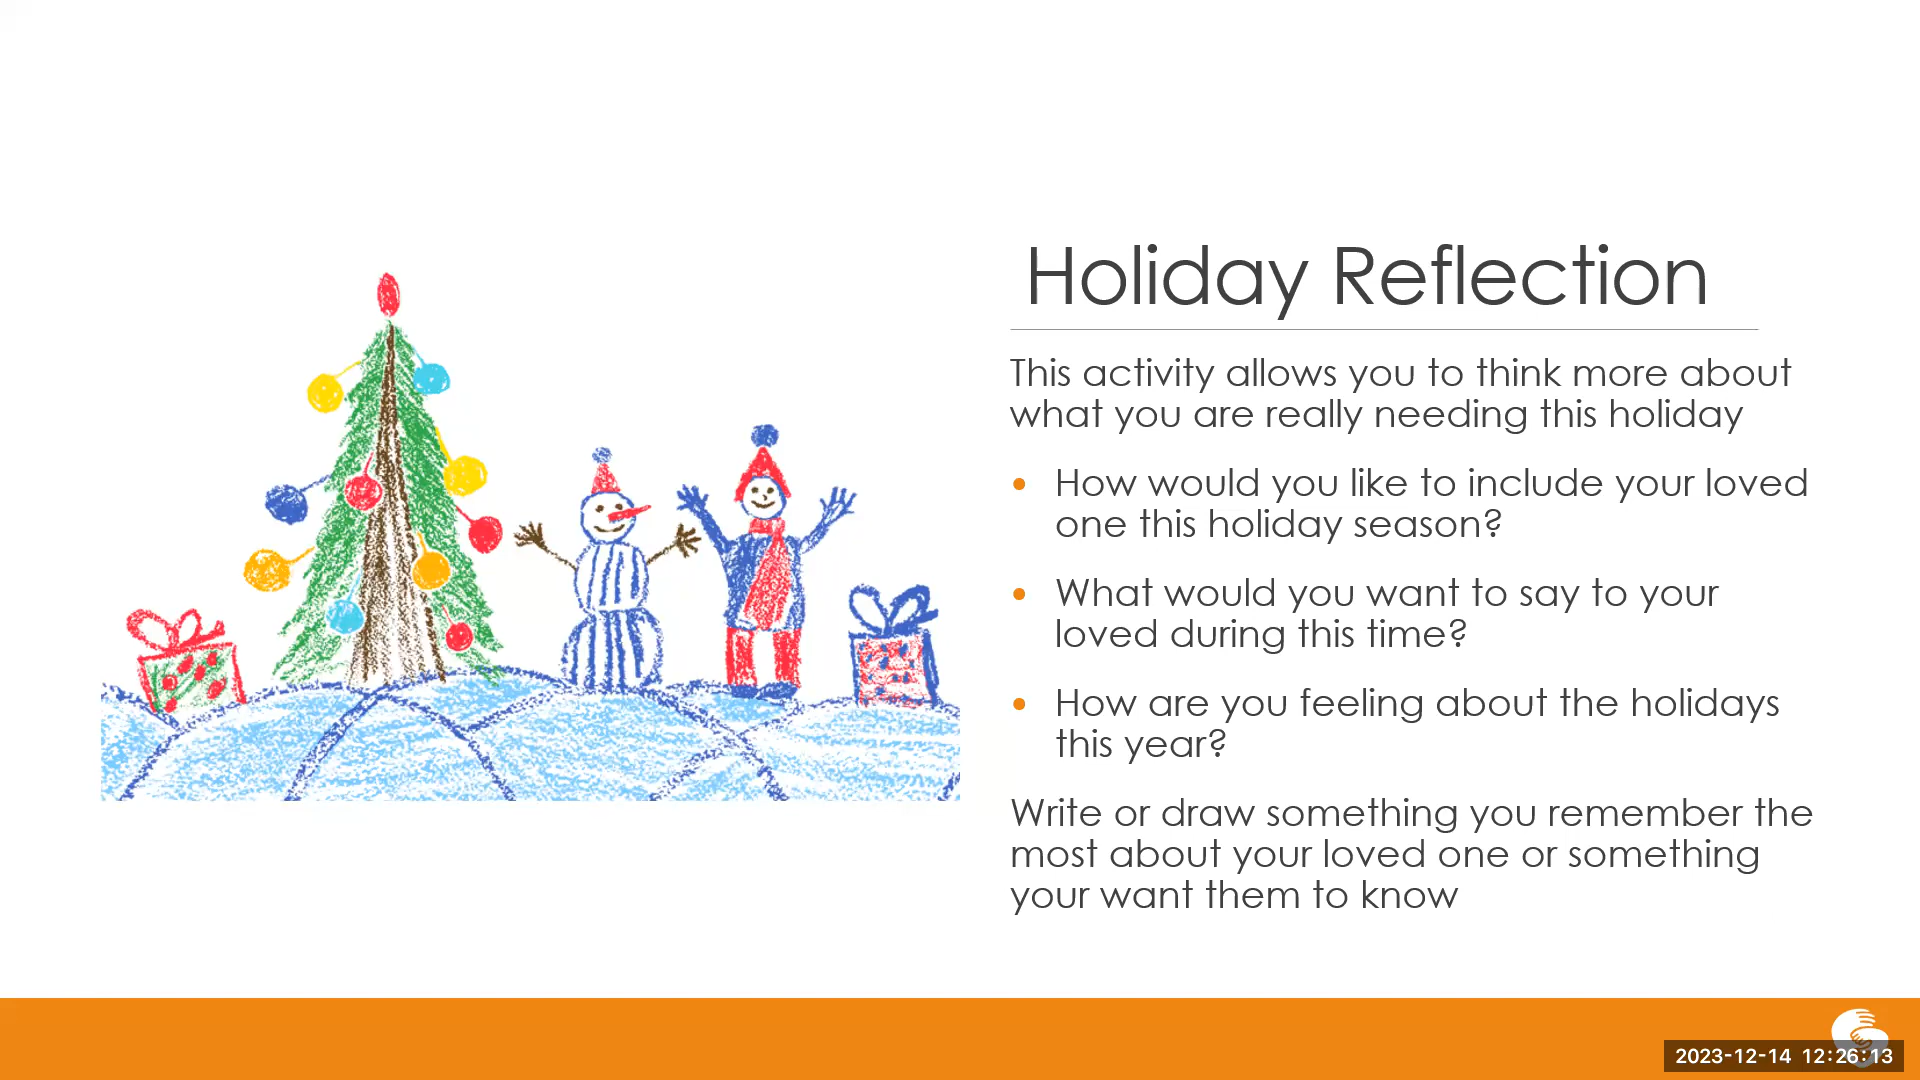 Holiday Reflection
This activity allows you to think more about
what you are really needing this holiday
• How would you like to include your loved
one this holiday season?
• What would you want to say to your
loved during this time?
• How are you feeling about the holidays
this year?
Write or draw something you remember the
most about your loved one or something
your want them to know
2023-12-14 12:26:13